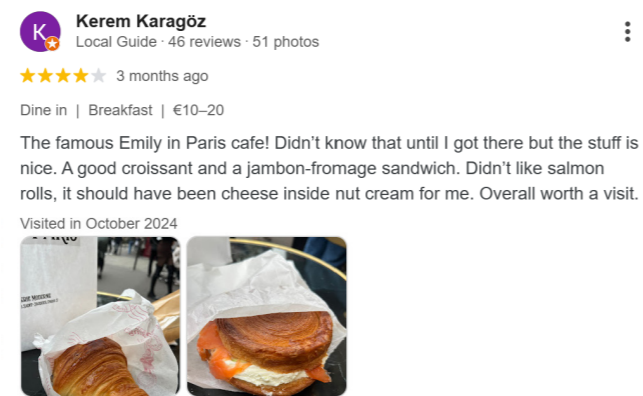 K
Kerem Karagöz
Local Guide · 46 reviews · 51 photos
3 months ago
Dine in | Breakfast | €10–20
The famous Emily in Paris cafe! Didn’t know that until I got there but the stuff is
nice. A good croissant and a jambon-fromage sandwich. Didn’t like salmon
rolls, it should have been cheese inside nut cream for me. Overall worth a visit.
Visited in October 2024